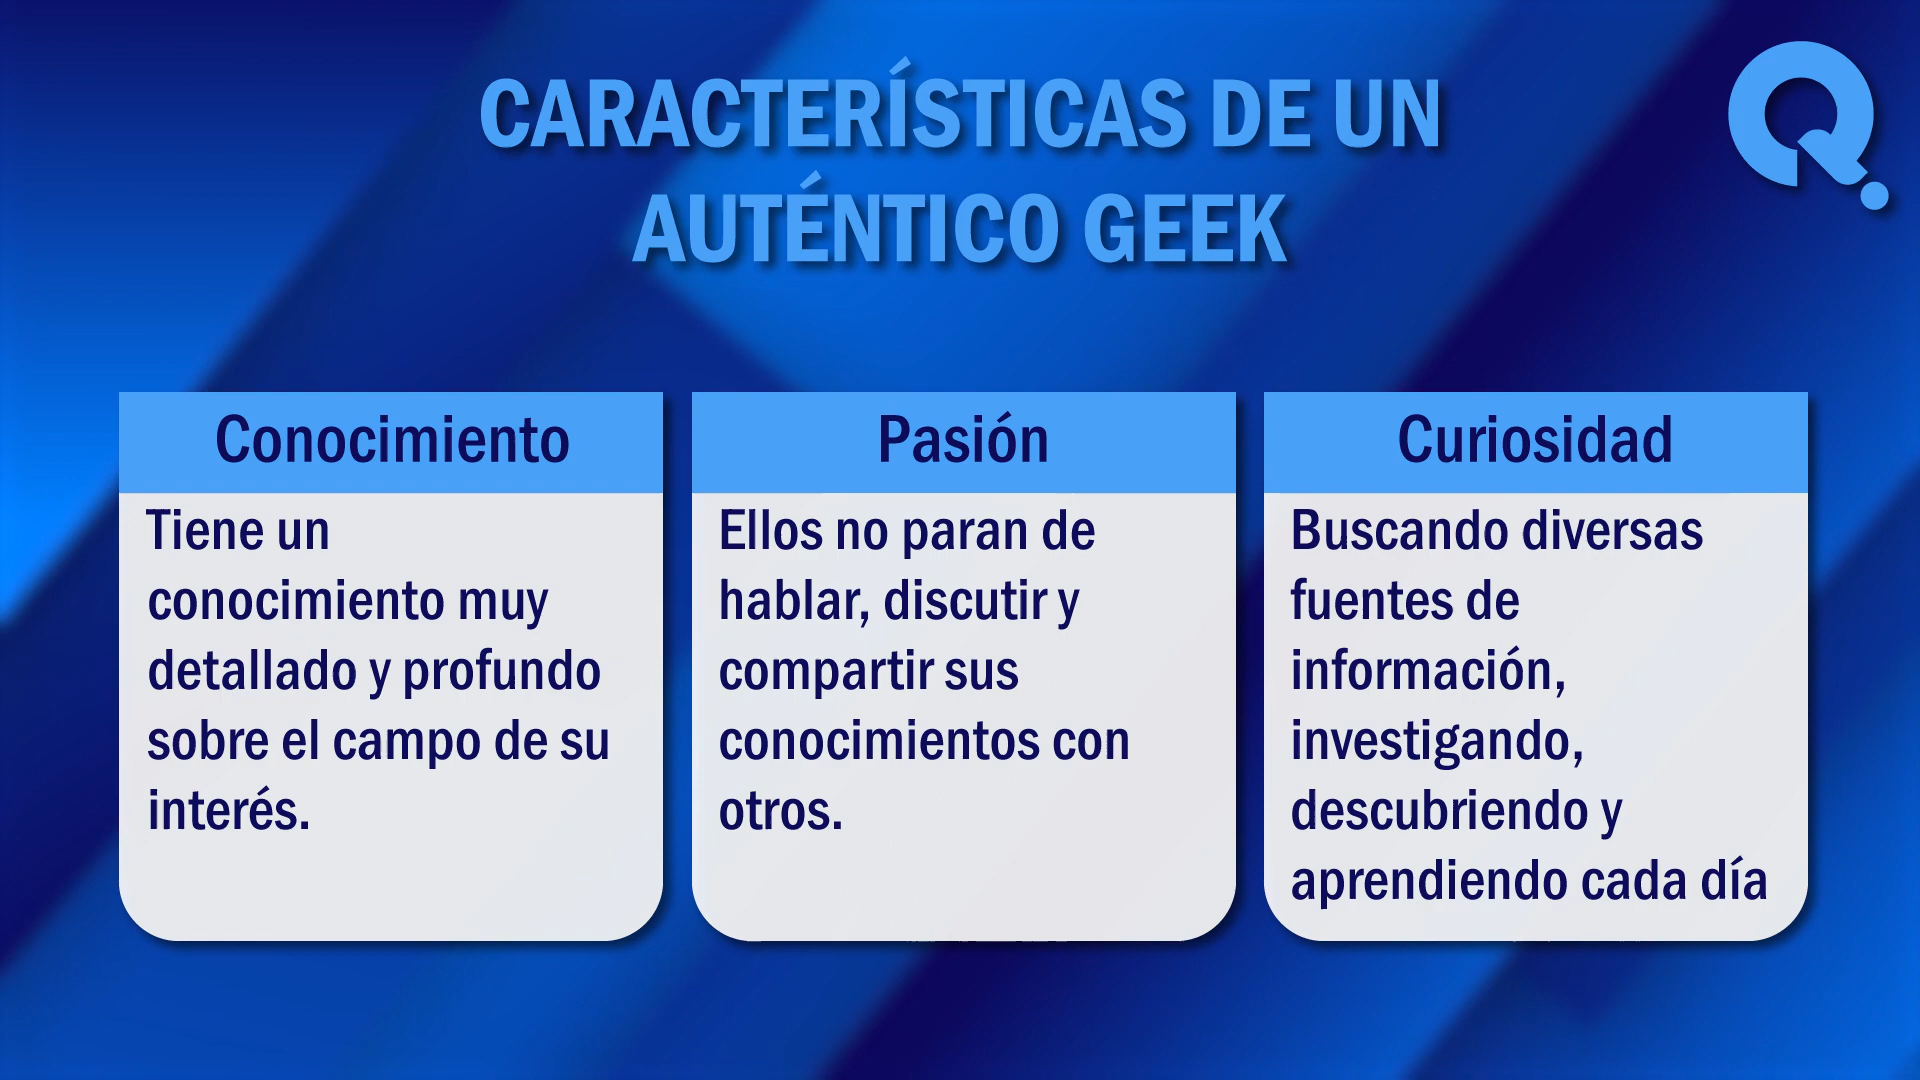 CARACTERÍSTICAS DE UN
AUTÉNTICO GEEK
Conocimiento
Tiene un
conocimiento muy
detallado y profundo
sobre el campo de su
interés.
Pasión
Ellos no paran de
hablar, discutir y
compartir sus
conocimientos con
otros.
Curiosidad
Buscando diversas
fuentes de
información,
investigando,
descubriendo y
aprendiendo cada día